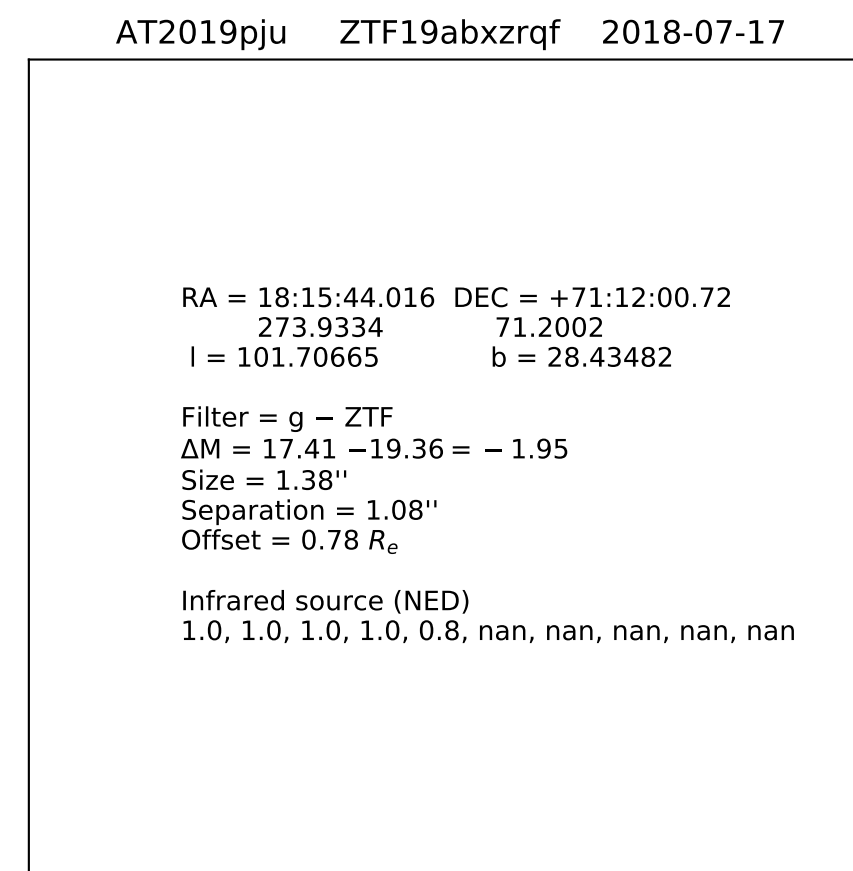 AT2019pju ZTF19abxzrqf 2018-07-17
RA = 18:15:44.016 DEC = +71:12:00.72
273.9334 71.2002
l = 101.70665 b = 28.43482
Filter = g − ZTF
ΔM = 17.41 −19.36 = − 1.95
Size = 1.38''
Separation = 1.08''
Offset = 0.78 Re
Infrared source (NED)
1.0, 1.0, 1.0, 1.0, 0.8, nan, nan, nan, nan, nan